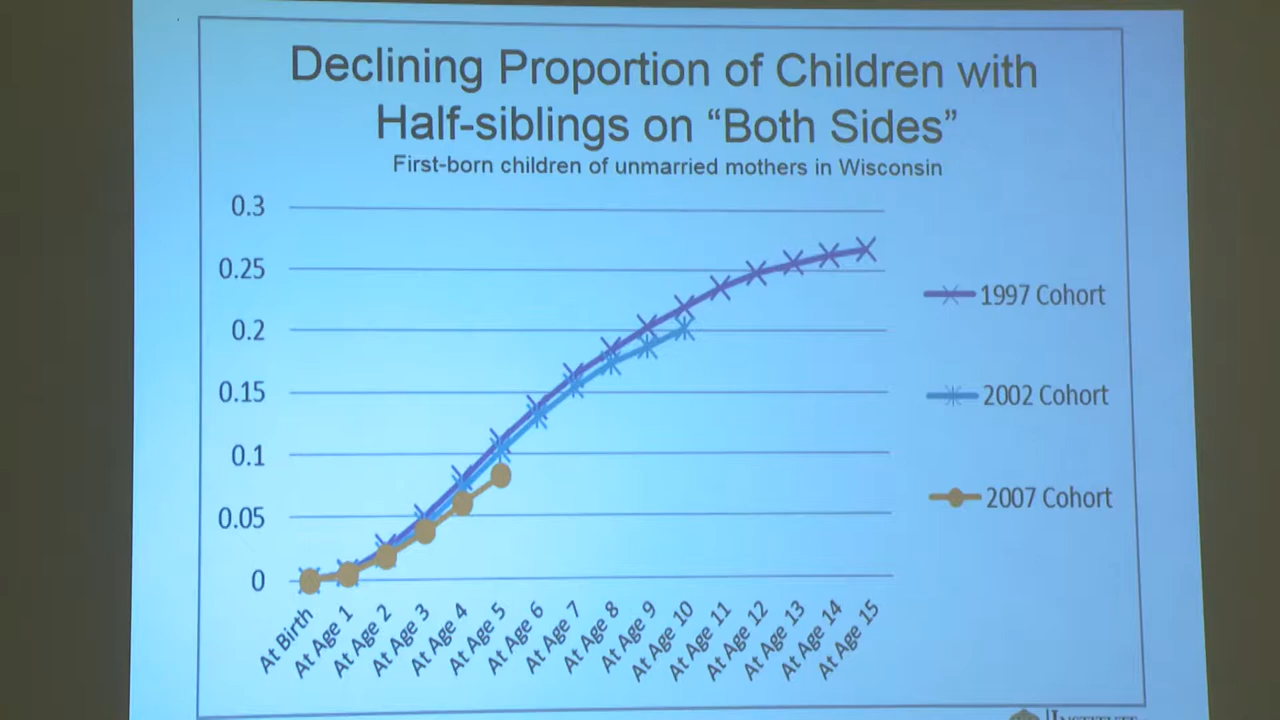 Declining Proportion of Children with
Half-siblings on “Both Sides”
First-born children of unmarried mothers in Wisconsin
0.3
0.25
0.2
0.15
0.1
0.05
0
At Birth
At Age 1
At Age 2
At Age 3
At Age 4
At Age 5
At Age 6
At Age 7
At Age 8
At Age 9
At Age 10
At Age 11
At Age 12
At Age 13
At Age 14
At Age 15
1997 Cohort
2002 Cohort
2007 Cohort